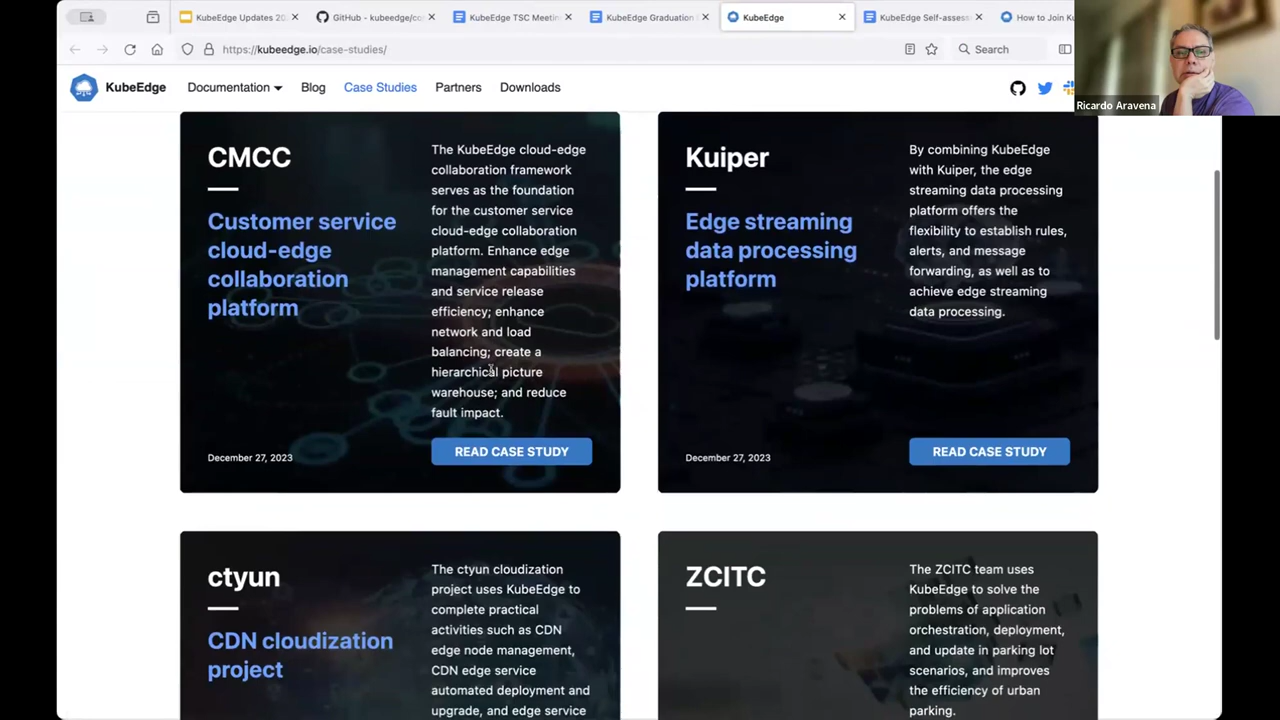 KubeEdge Updates 20
GitHub - kubeedge/co
KubeEdge TSC Meetin
KubeEdge Graduation
KubeEdge
KubeEdge Self-assess
How to Join Ku
https://kubeedge.io/case-studies/
Search
KubeEdge
Documentation
Blog
Case Studies
Partners
Downloads
Ricardo Aravena
CMCC
Customer service
cloud-edge
collaboration
platform
The KubeEdge cloud-edge
collaboration framework
serves as the foundation
for the customer service
cloud-edge collaboration
platform. Enhance edge
management capabilities
and service release
efficiency; enhance
network and load
balancing; create a
hierarchical picture
warehouse; and reduce
fault impact.
December 27, 2023
READ CASE STUDY
Kuiper
Edge streaming
data processing
platform
By combining KubeEdge
with Kuiper, the edge
streaming data processing
platform offers the
flexibility to establish rules,
alerts, and message
forwarding, as well as to
achieve edge streaming
data processing.
December 27, 2023
READ CASE STUDY
ctyun
CDN cloudization
project
The ctyun cloudization
project uses KubeEdge to
complete practical
activities such as CDN
edge node management,
CDN edge service
automated deployment and
upgrade, and edge service
ZCITC
The ZCITC team uses
KubeEdge to solve the
problems of application
orchestration, deployment,
and update in parking lot
scenarios, and improves
the efficiency of urban
parking.